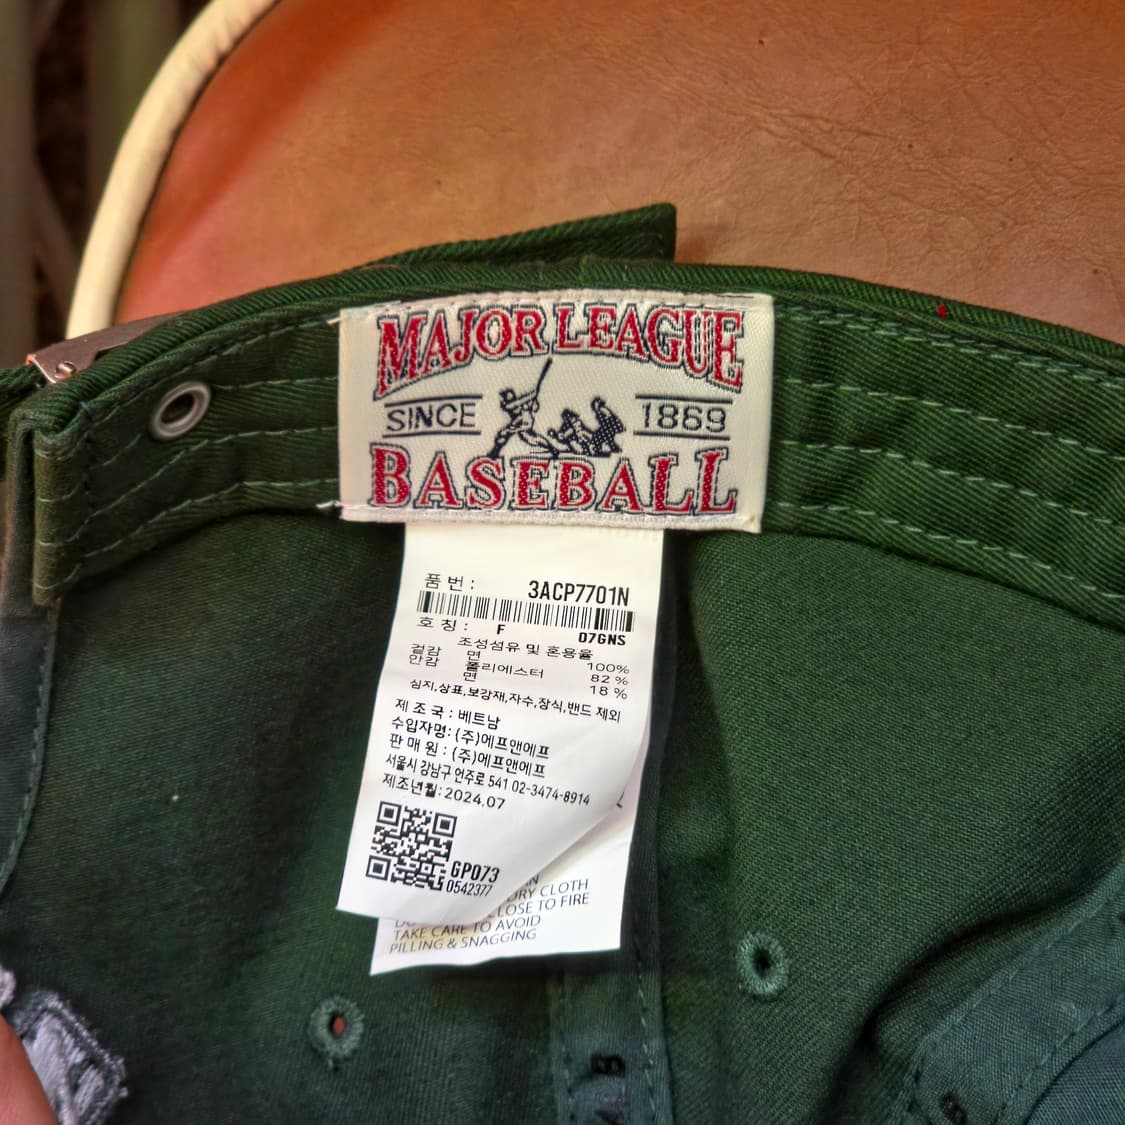 MAJOR LEAGUE
SINCE 1869
BASEBALL
품 번 : 3ACP7701N
호 칭 : F 07GNS
조성섬유 및 혼용율
겉감 면 100%
안감 폴리에스터 82 %
면 18 %
심지,상표,보강재,자수,장식,밴드 제외
제 조 국 : 베트남
수입자명: (주)에프앤에프
판 매 원 : (주)에프앤에프
서울시 강남구 언주로 541 02-3474-8914
제조년월: 2024.07
GP073
0542377
DRY CLOTH
CLOSE TO FIRE
TAKE CARE TO AVOID
PILLING & SNAGGING